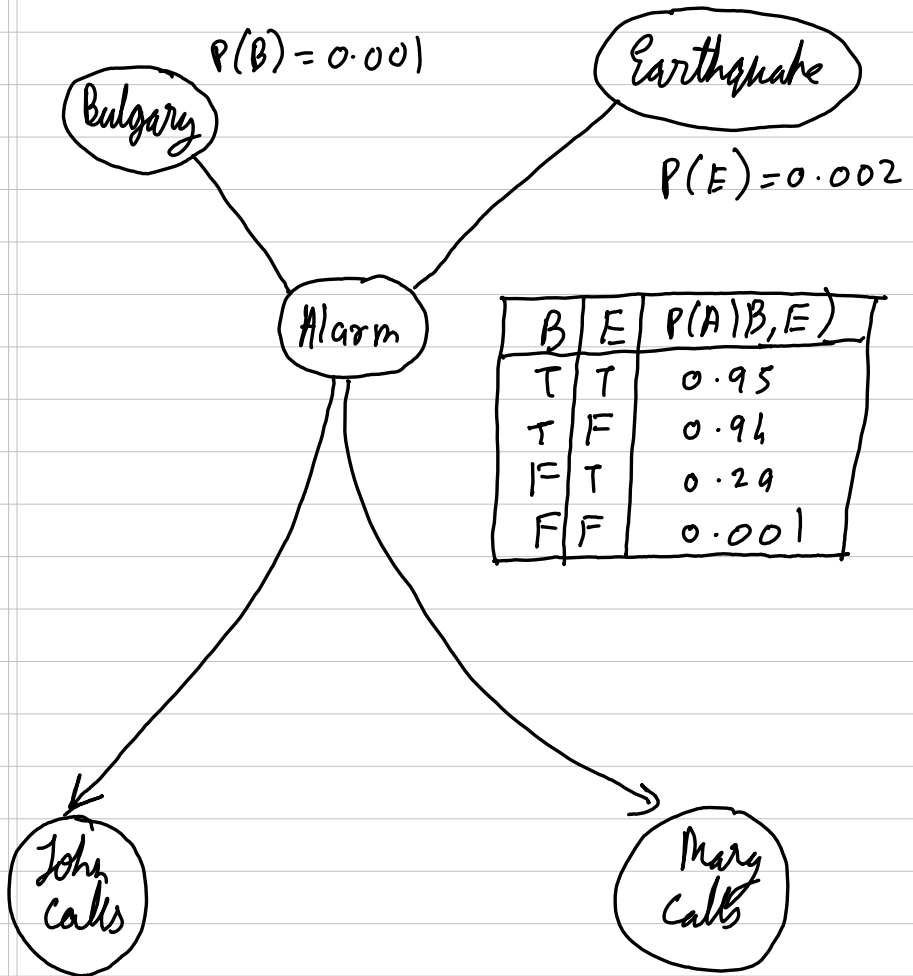 P(B) = 0.001
Earthquake
Bulgary
P(E) = 0.002
Alarm
B E P(A|B,E)
T T 0.95
T F 0.94
F T 0.29
F F 0.001
John
Calls
Mary
Calls